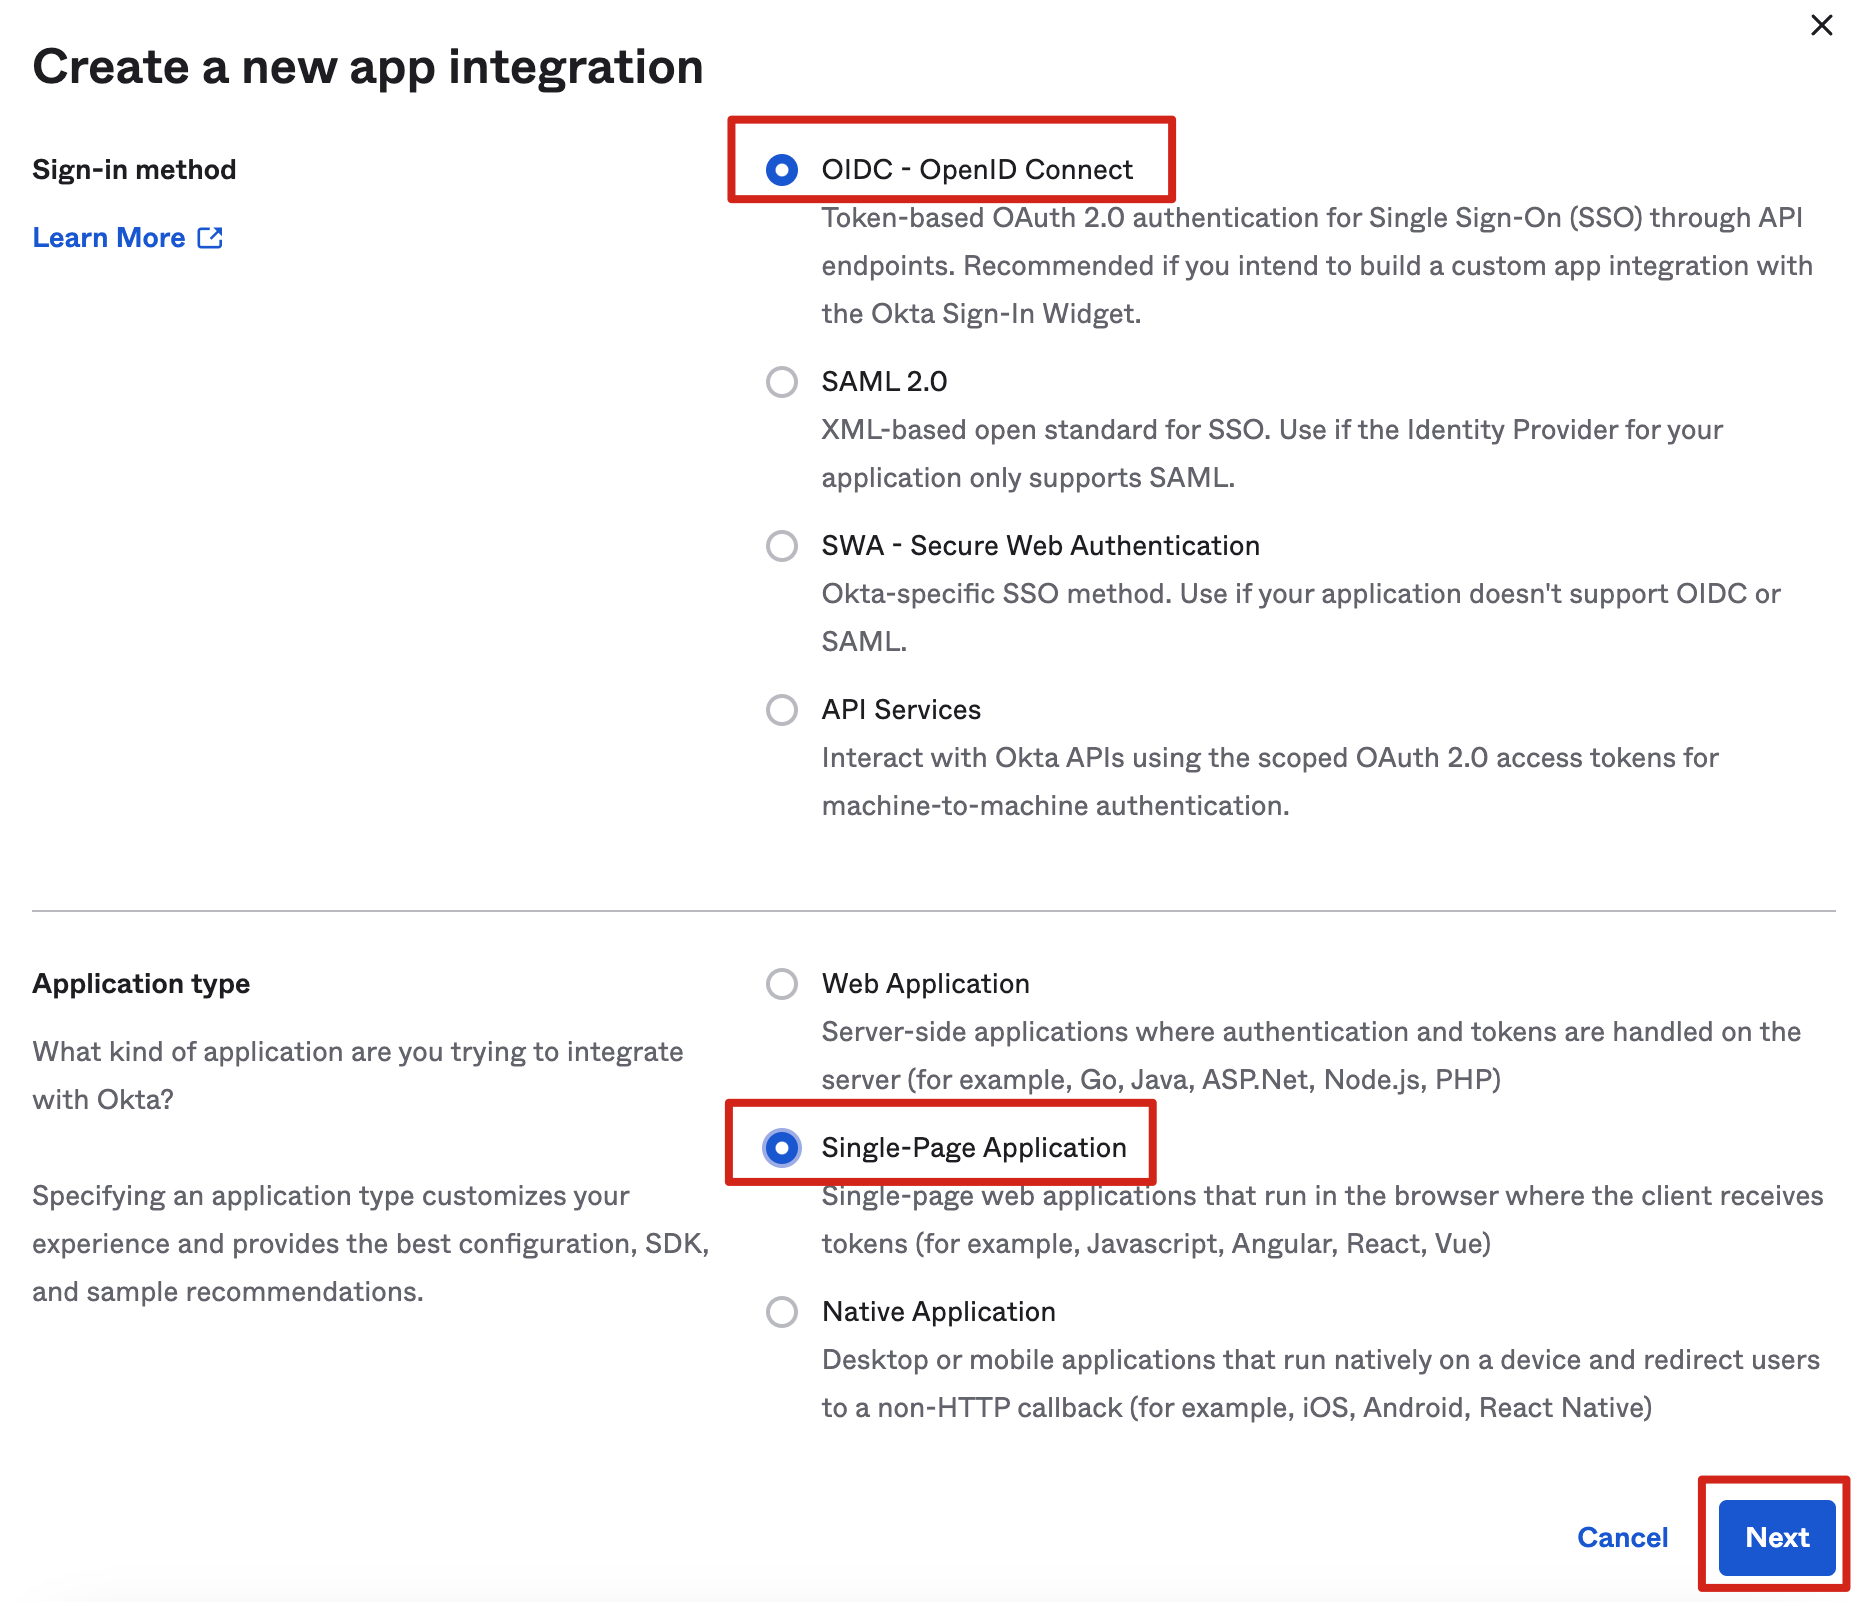 Create a new app integration
Sign-in method
Learn More
OIDC - OpenID Connect
Token-based OAuth 2.0 authentication for Single Sign-On (SSO) through API
endpoints. Recommended if you intend to build a custom app integration with
the Okta Sign-In Widget.
SAML 2.0
XML-based open standard for SSO. Use if the Identity Provider for your
application only supports SAML.
SWA - Secure Web Authentication
Okta-specific SSO method. Use if your application doesn't support OIDC or
SAML.
API Services
Interact with Okta APIs using the scoped OAuth 2.0 access tokens for
machine-to-machine authentication.
Application type
What kind of application are you trying to integrate
with Okta?
Specifying an application type customizes your
experience and provides the best configuration, SDK,
and sample recommendations.
Web Application
Server-side applications where authentication and tokens are handled on the
server (for example, Go, Java, ASP.Net, Node.js, PHP)
Single-Page Application
Single-page web applications that run in the browser where the client receives
tokens (for example, Javascript, Angular, React, Vue)
Native Application
Desktop or mobile applications that run natively on a device and redirect users
to a non-HTTP callback (for example, iOS, Android, React Native)
Cancel
Next